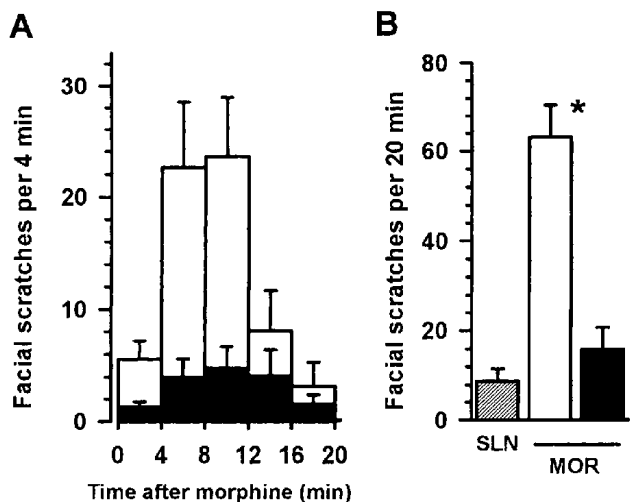 A
Facial scratches per 4 min
30
20
10
0
0 4 8 12 16 20
Time after morphine (min)
B
Facial scratches per 20 min
80
60
40
20
0
*
SLN
MOR